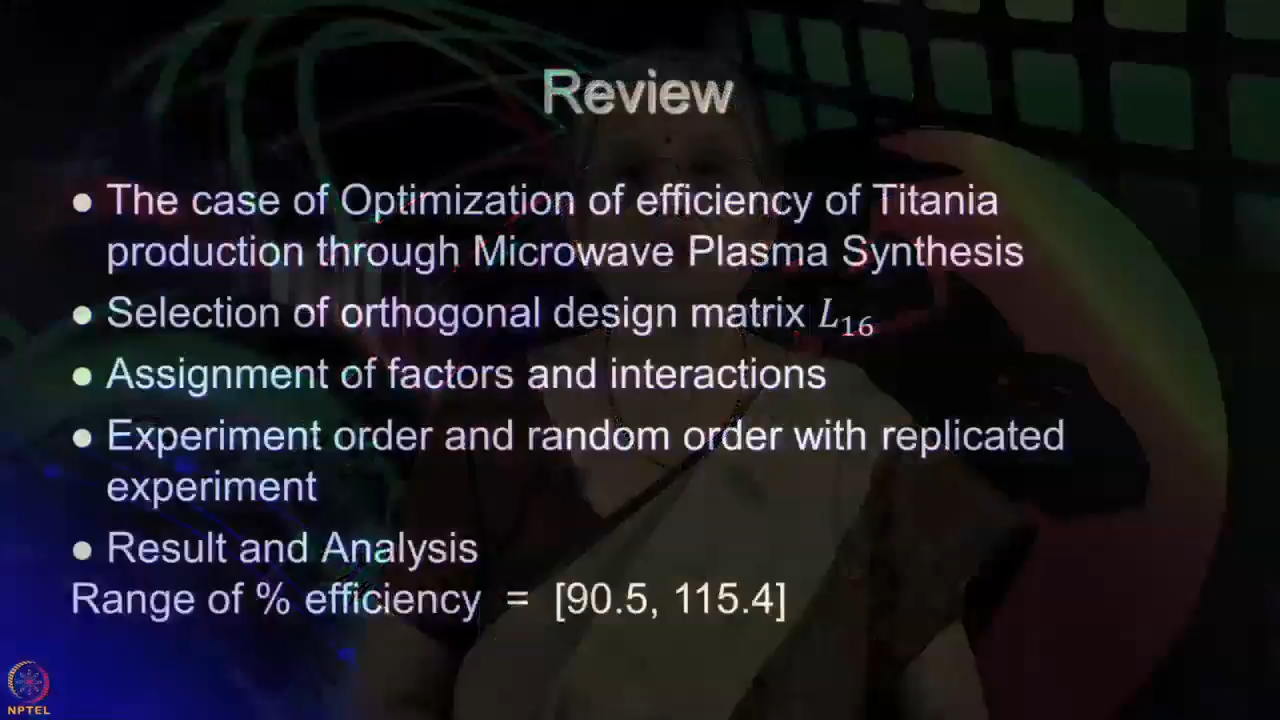 Review
● The case of Optimization of efficiency of Titania
production through Microwave Plasma Synthesis
● Selection of orthogonal design matrix L₁₆
● Assignment of factors and interactions
● Experiment order and random order with replicated
experiment
● Result and Analysis
Range of % efficiency = [90.5, 115.4]
NPTEL